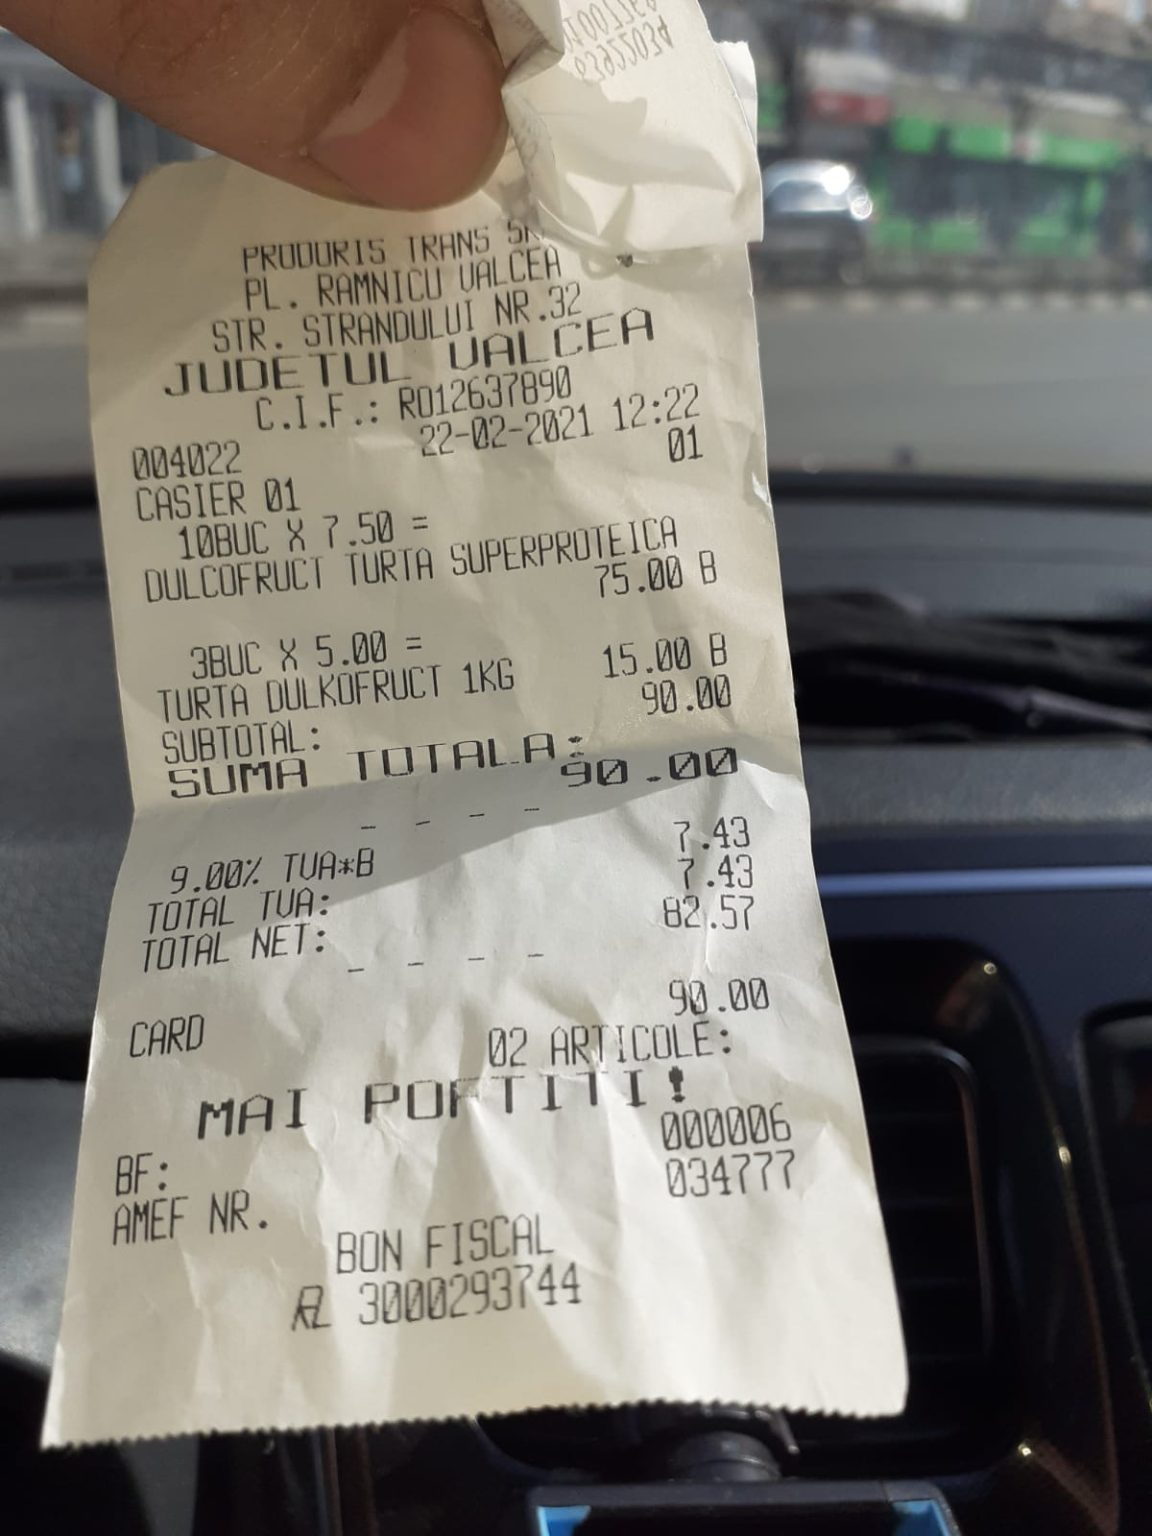 PRODURIS TRANS SR
PL. RAMNICU VALCEA
STR. STRANDULUI NR.32
JUDETUL VALCEA
C.I.F.: RO12637890
22-02-2021 12:22
004022 01
CASIER 01
10BUC X 7.50 =
DULCOFRUCT TURTA SUPERPROTEICA
75.00 B
3BUC X 5.00 =
TURTA DULKOFRUCT 1KG 15.00 B
SUBTOTAL: 90.00
SUMA TOTALA:
90.00
- - - -
9.00% TVA*B 7.43
TOTAL TVA: 7.43
TOTAL NET: 82.57
- - - -
CARD 90.00
02 ARTICOLE:
MAI POFTITI!
BF: 000006
AMEF NR. 034777
BON FISCAL
3000293744